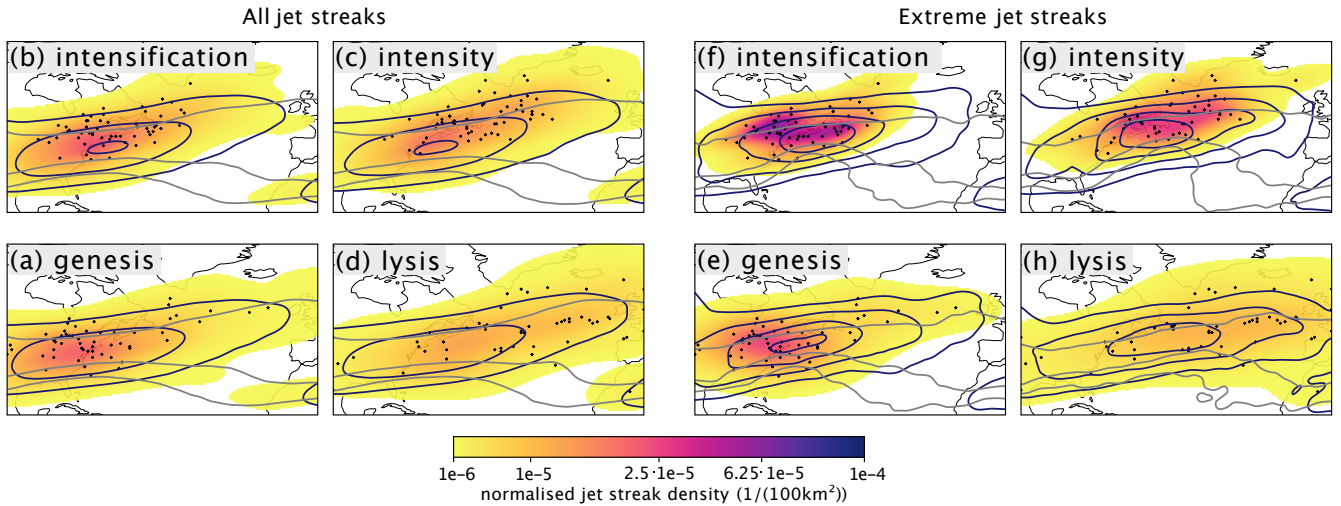 All jet streaks
Extreme jet streaks
(b) intensification
(c) intensity
(f) intensification
(g) intensity
(a) genesis
(d) lysis
(e) genesis
(h) lysis
1e-6 1e-5 2.5·1e-5 6.25·1e-5 1e-4
normalised jet streak density (1/(100km²))